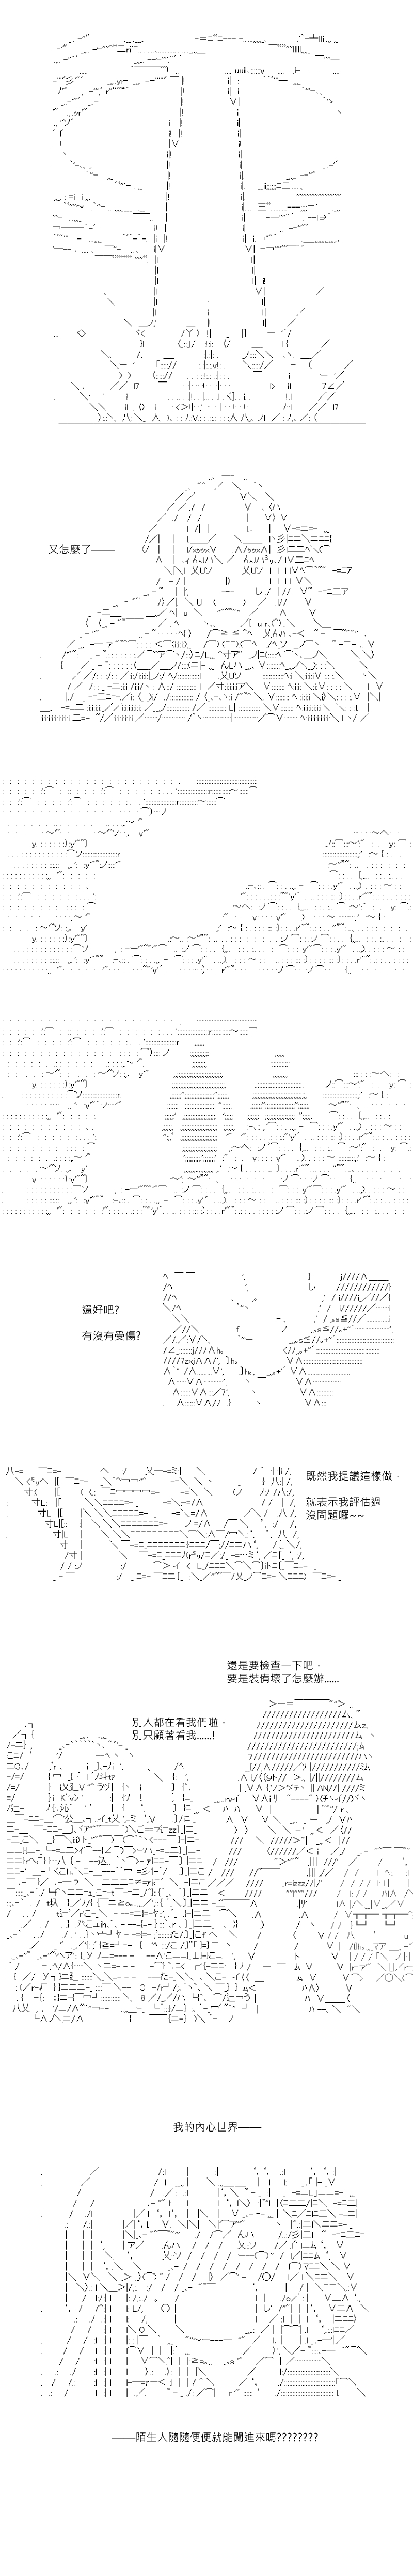 又怎麼了——
還好吧?
有沒有受傷?
既然我提議這樣做，
就表示我評估過
沒問題囉~~
還是要檢查一下吧，
要是裝備壞了怎麼辦......
別人都在看我們啦，
別只顧著看我......!
我的內心世界——
——陌生人隨隨便便就能闖進來嗎????????